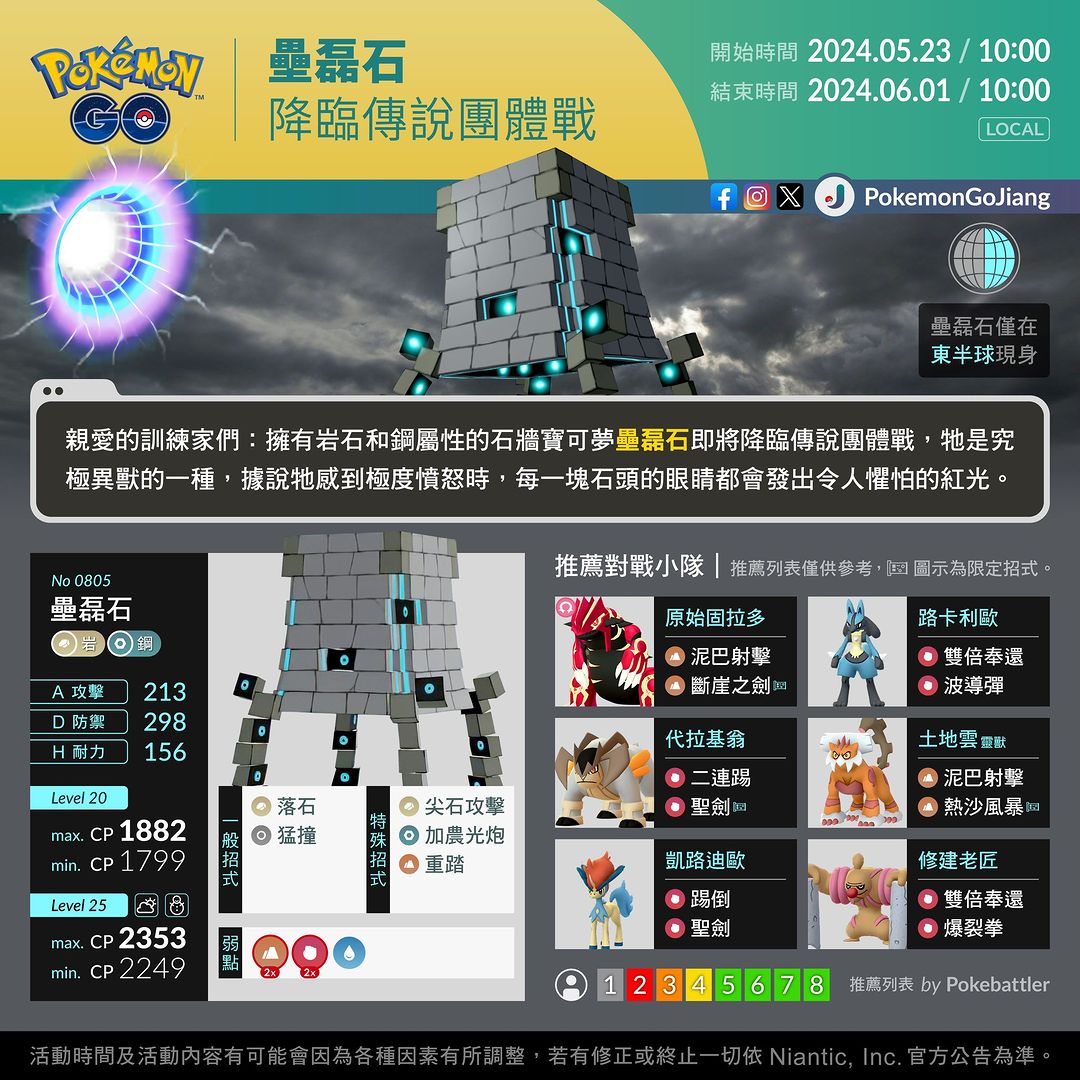 POKÉMON GO
壘磊石
降臨傳說團體戰
開始時間 2024.05.23 / 10:00
結束時間 2024.06.01 / 10:00
LOCAL
PokemonGoJiang
壘磊石僅在
東半球現身
親愛的訓練家們：擁有岩石和鋼屬性的石牆寶可夢壘磊石即將降臨傳說團體戰，牠是究
極異獸的一種，據說牠感到極度憤怒時，每一塊石頭的眼睛都會發出令人懼怕的紅光。
No 0805
壘磊石
岩 鋼
A 攻擊 213
D 防禦 298
H 耐力 156
Level 20
max. CP 1882
min. CP 1799
Level 25
max. CP 2353
min. CP 2249
一般招式
落石
猛撞
特殊招式
尖石攻擊
加農光炮
重踏
弱點
2x 2x
推薦對戰小隊 | 推薦列表僅供參考，圖示為限定招式。
原始固拉多
泥巴射擊
斷崖之劍
路卡利歐
雙倍奉還
波導彈
代拉基翁
二連踢
聖劍
土地雲 靈獸
泥巴射擊
熱沙風暴
凱路迪歐
踢倒
聖劍
修建老匠
雙倍奉還
爆裂拳
1 2 3 4 5 6 7 8
推薦列表 by Pokebattler
活動時間及活動內容有可能會因為各種因素有所調整，若有修正或終止一切依 Niantic, Inc. 官方公告為準。